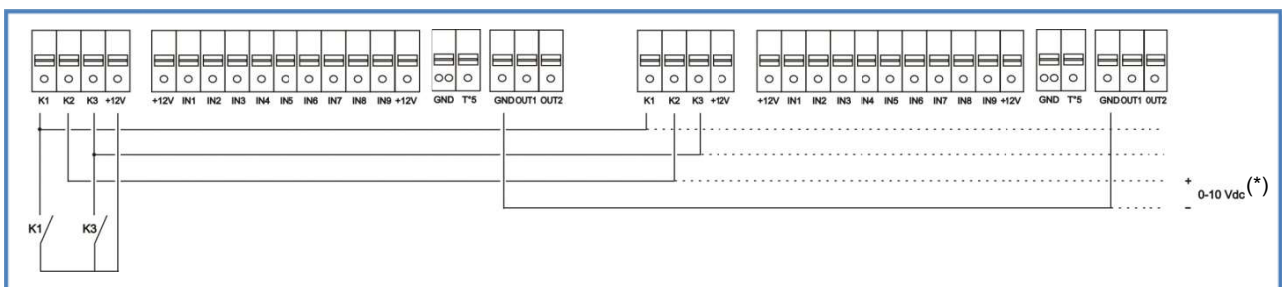 K1 K2 K3 +12V +12V IN1 IN2 IN3 IN4 IN5 IN6 IN7 IN8 IN9 +12V GND T°5 GND OUT1 OUT2 K1 K2 K3 +12V +12V IN1 IN2 IN3 IN4 IN5 IN6 IN7 IN8 IN9 +12V GND T°5 GND OUT1 OUT2
+
0-10 Vdc (*)
–
K1 K3